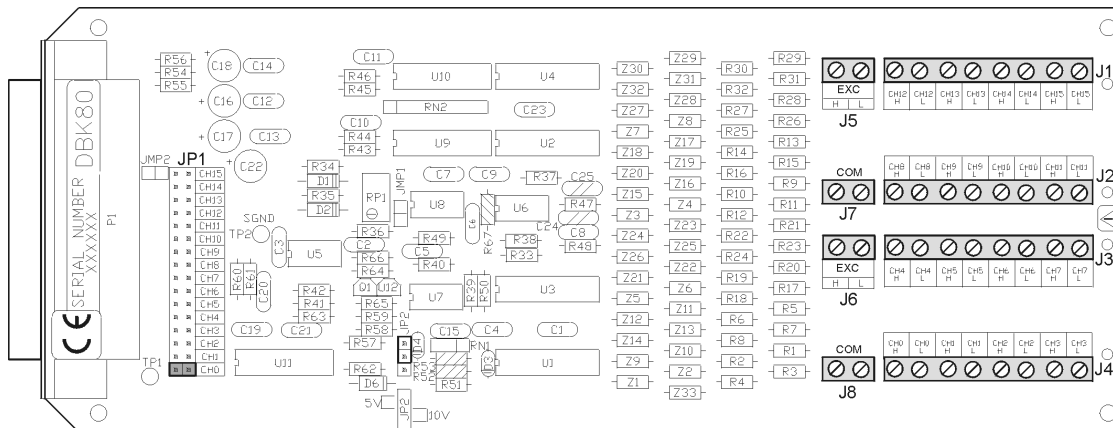 SERIAL NUMBER DBK80
XXXXXX
P1
CE
JMP2
JP1
CH15
CH14
CH13
CH12
CH11
CH10
CH9
CH8
CH7
CH6
CH5
CH4
CH3
CH2
CH1
CH0
TP1
TP2
SGND
R56
R54
R55
C18
C14
C16
C12
C17
C13
C22
C11
R46
R45
U10
U4
RN2
C23
C10
R44
R43
U9
U2
R34
D1
R35
D2
RP1
JMP1
C7
C9
R37
C25
R47
U8
C6
R67
U6
C24
C8
R48
R36
C2
R66
R64
R49
C5
R40
R38
R33
C3
U5
R60
R61
C20
R42
R41
R63
Q1
U12
R65
R59
R58
U7
R39
R50
U3
C19
C21
R57
JP2
D4
C15
C4
C1
RN1
U11
R62
D6
R51
D3
U1
5V
JP2
10V
Z30
Z32
Z7
Z18
Z20
Z15
Z3
Z24
Z26
Z21
Z5
Z12
Z14
Z9
Z1
Z29
Z31
Z28
Z8
Z17
Z19
Z16
Z4
Z23
Z25
Z22
Z6
Z11
Z13
Z10
Z2
Z33
R30
R32
R27
R25
R14
R16
R10
R12
R22
R24
R19
R18
R6
R8
R2
R4
R29
R31
R28
R26
R13
R15
R9
R11
R21
R23
R20
R17
R5
R7
R1
R3
EXC
H L
J5
CH12 H CH12 L CH13 H CH13 L CH14 H CH14 L CH15 H CH15 L
J1
COM
J7
CH8 H CH8 L CH9 H CH9 L CH10 H CH10 L CH11 H CH11 L
J2
EXC
H L
J6
CH4 H CH4 L CH5 H CH5 L CH6 H CH6 L CH7 H CH7 L
J3
COM
J8
CH0 H CH0 L CH1 H CH1 L CH2 H CH2 L CH3 H CH3 L
J4